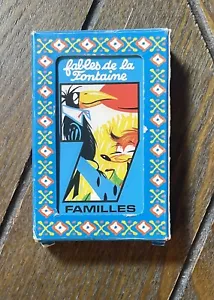 fables de la
Fontaine
7
FAMILLES